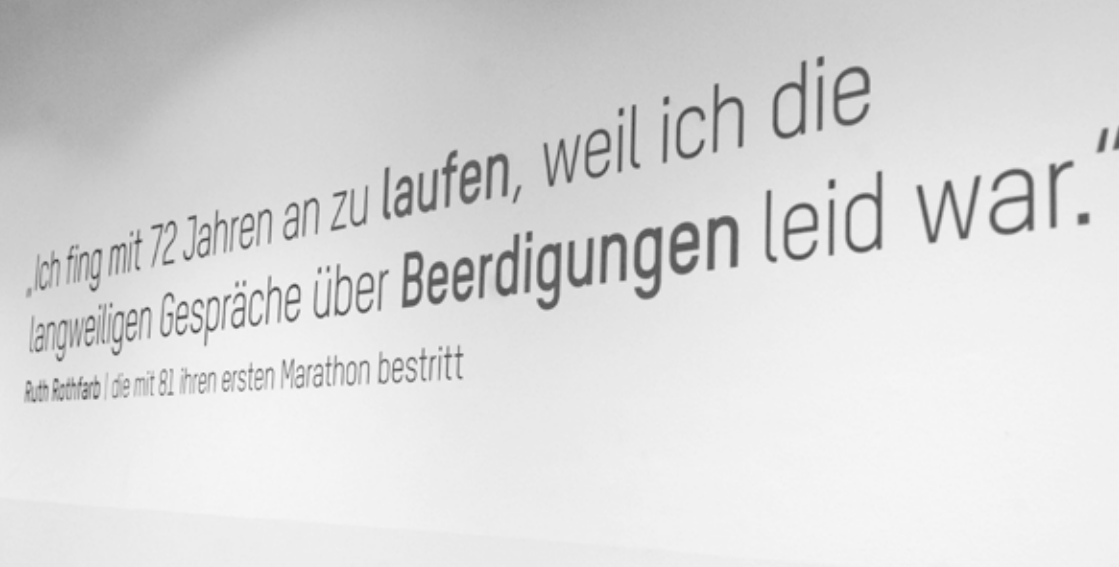 „Ich fing mit 72 Jahren an zu laufen, weil ich die
langweiligen Gespräche über Beerdigungen leid war.“
Ruth Rothfarb | die mit 81 ihren ersten Marathon bestritt